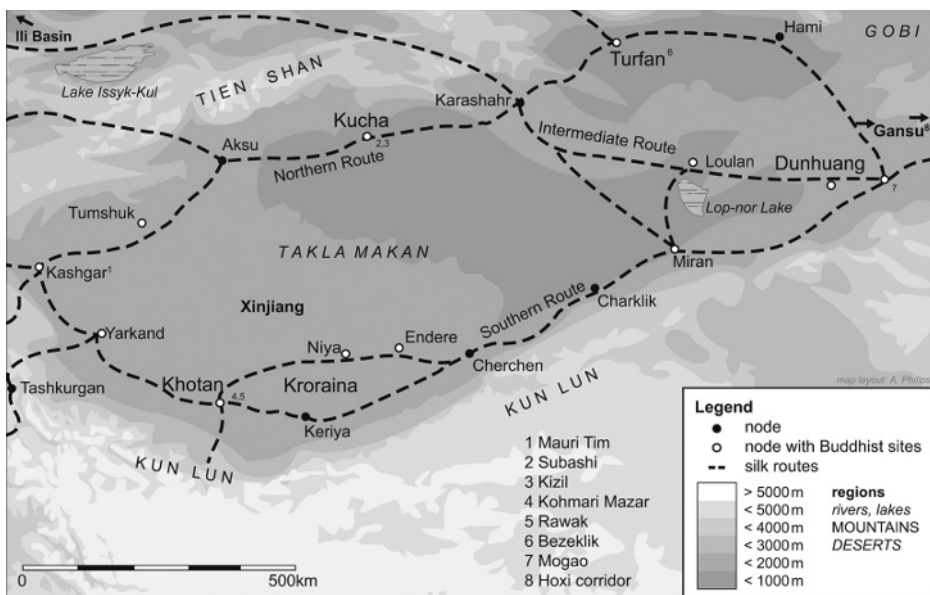 Ili Basin
Lake Issyk-Kul
TIEN SHAN
Hami
GOBI
Turfan⁶
Karashahr
Kucha
2,3
Northern Route
Aksu
Intermediate Route
Gansu⁸
Loulan
Dunhuang
7
Lop-nor Lake
Tumshuk
TAKLA MAKAN
Miran
Kashgar¹
Xinjiang
Charklik
Southern Route
Yarkand
Niya
Endere
Cherchen
Tashkurgan
Khotan
4,5
Kroraina
Keriya
KUN LUN
KUN LUN
map layout: A. Philips
1 Mauri Tim
2 Subashi
3 Kizil
4 Kohmari Mazar
5 Rawak
6 Bezeklik
7 Mogao
8 Hoxi corridor
0 500km
Legend
node
node with Buddhist sites
silk routes
> 5000 m regions
< 5000 m rivers, lakes
< 4000 m MOUNTAINS
< 3000 m DESERTS
< 2000 m
< 1000 m